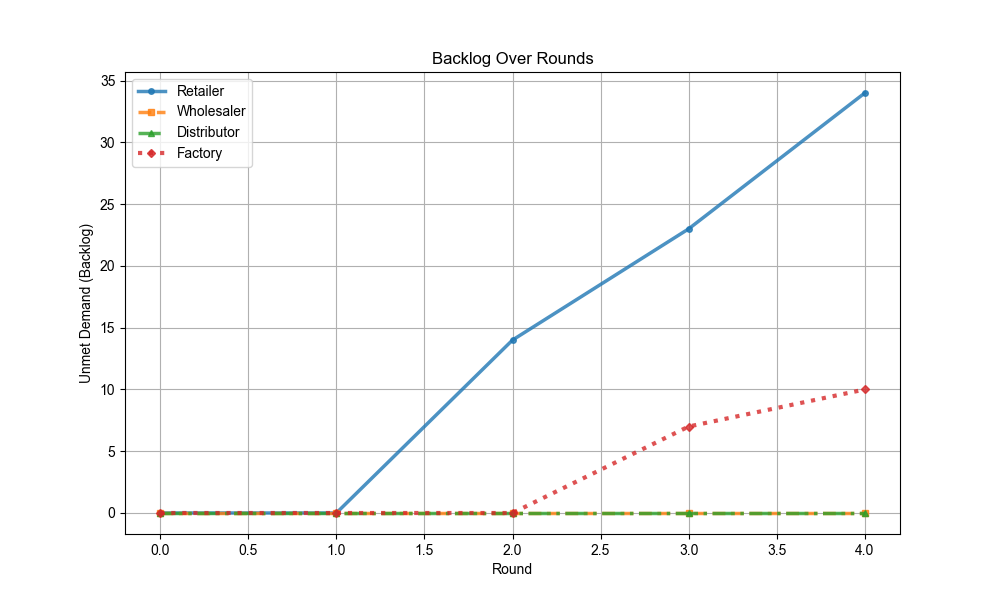 Backlog Over Rounds
Unmet Demand (Backlog)
35
30
25
20
15
10
5
0
Retailer
Wholesaler
Distributor
Factory
0.0 0.5 1.0 1.5 2.0 2.5 3.0 3.5 4.0
Round